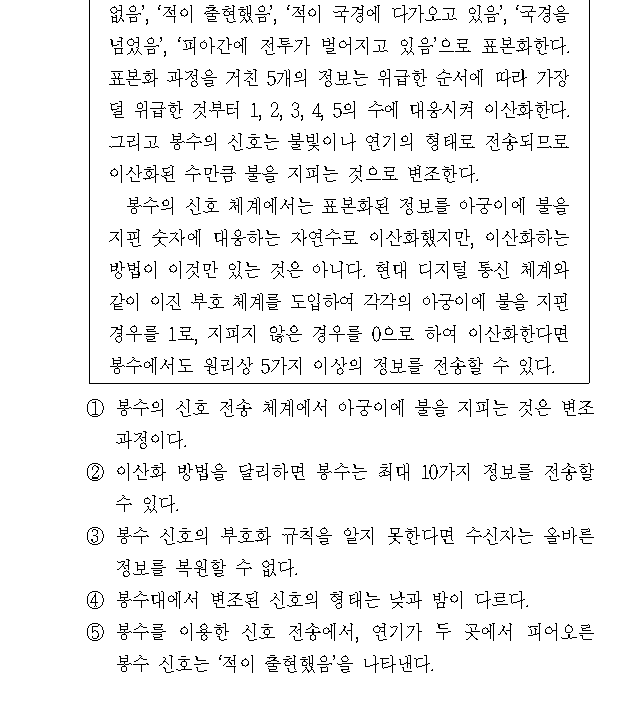 없음’, ‘적이 출현했음’, ‘적이 국경에 다가오고 있음’, ‘국경을
넘었음’, ‘피아간에 전투가 벌어지고 있음’으로 표본화한다.
표본화 과정을 거친 5개의 정보는 위급한 순서에 따라 가장
덜 위급한 것부터 1, 2, 3, 4, 5의 수에 대응시켜 이산화한다.
그리고 봉수의 신호는 불빛이나 연기의 형태로 전송되므로
이산화된 수만큼 불을 지피는 것으로 변조한다.
봉수의 신호 체계에서는 표본화된 정보를 아궁이에 불을
지핀 숫자에 대응하는 자연수로 이산화했지만, 이산화하는
방법이 이것만 있는 것은 아니다. 현대 디지털 통신 체계와
같이 이진 부호 체계를 도입하여 각각의 아궁이에 불을 지핀
경우를 1로, 지피지 않은 경우를 0으로 하여 이산화한다면
봉수에서도 원리상 5가지 이상의 정보를 전송할 수 있다.
① 봉수의 신호 전송 체계에서 아궁이에 불을 지피는 것은 변조
과정이다.
② 이산화 방법을 달리하면 봉수는 최대 10가지 정보를 전송할
수 있다.
③ 봉수 신호의 부호화 규칙을 알지 못한다면 수신자는 올바른
정보를 복원할 수 없다.
④ 봉수대에서 변조된 신호의 형태는 낮과 밤이 다르다.
⑤ 봉수를 이용한 신호 전송에서, 연기가 두 곳에서 피어오른
봉수 신호는 ‘적이 출현했음’을 나타낸다.